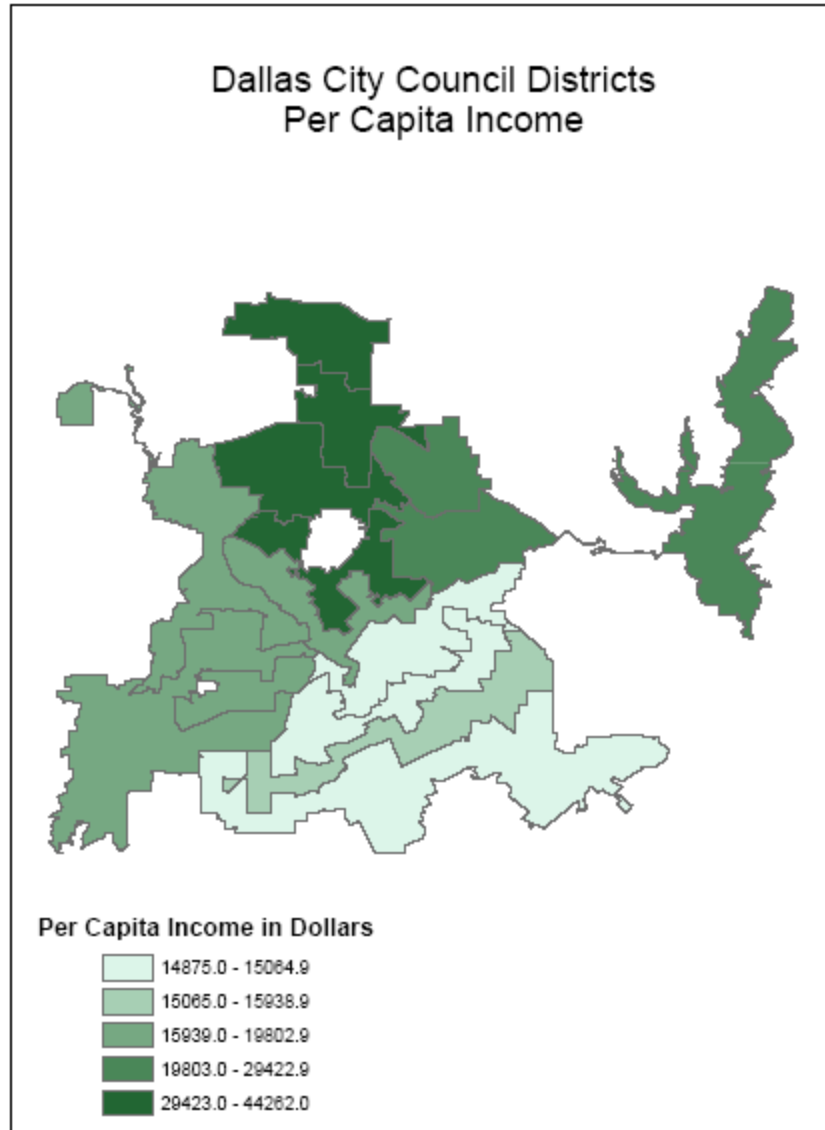 Dallas City Council Districts
Per Capita Income
Per Capita Income in Dollars
14875.0 - 15064.9
15065.0 - 15938.9
15939.0 - 19802.9
19803.0 - 29422.9
29423.0 - 44262.0